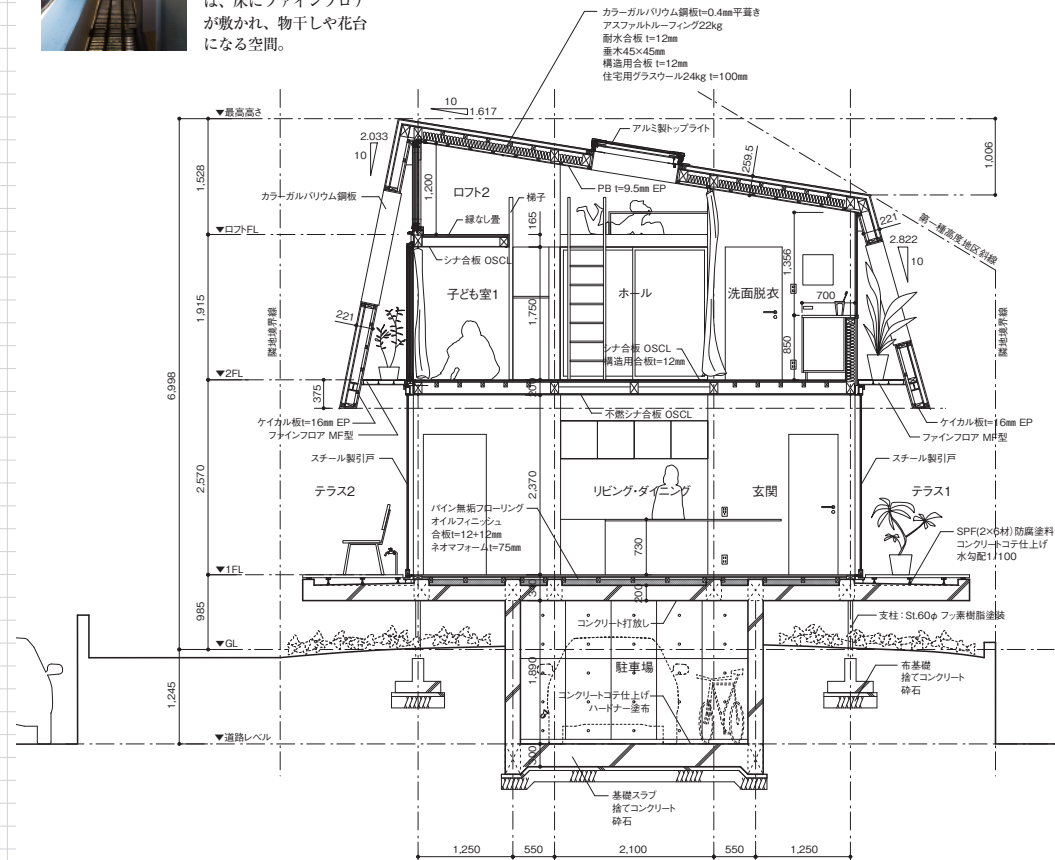 は、床にファインフロア
が敷かれ、物干しや花台
になる空間。
カラーガルバリウム鋼板t=0.4mm平葺き
アスファルトルーフィング22kg
耐水合板 t=12mm
垂木45×45mm
構造用合板 t=12mm
住宅用グラスウール24kg t=100mm
▼最高高さ
10
1.617
アルミ製トップライト
2.033
10
259.5
1,006
1,528
カラーガルバリウム鋼板
1,200
ロフト2
梯子
PB t=9.5mm EP
縁なし畳
165
221
第一種高度地区斜線
▼ロフトFL
シナ合板 OSCL
2.822
10
1,356
子ども室1
ホール
洗面脱衣
700
1,915
1,750
221
隣地境界線
隣地境界線
850
シナ合板 OSCL
構造用合板t=12mm
▼2FL
375
200
6,998
不燃シナ合板 OSCL
ケイカル板t=16mm EP
ファインフロア MF型
ケイカル板t=16mm EP
ファインフロア MF型
スチール製引戸
スチール製引戸
2,570
2,370
テラス2
リビング・ダイニング
玄関
テラス1
パイン無垢フローリング
オイルフィニッシュ
合板t=12+12mm
ネオマフォームt=75mm
730
SPF(2×6材)防腐塗料
コンクリートコテ仕上げ
水勾配1/100
▼1FL
200
985
コンクリート打放し
支柱:St.60φ フッ素樹脂塗装
▼GL
1,890
駐車場
布基礎
捨てコンクリート
砕石
1,245
コンクリートコテ仕上げ
ハードナー塗布
▼道路レベル
300
基礎スラブ
捨てコンクリート
砕石
1,250
550
2,100
550
1,250